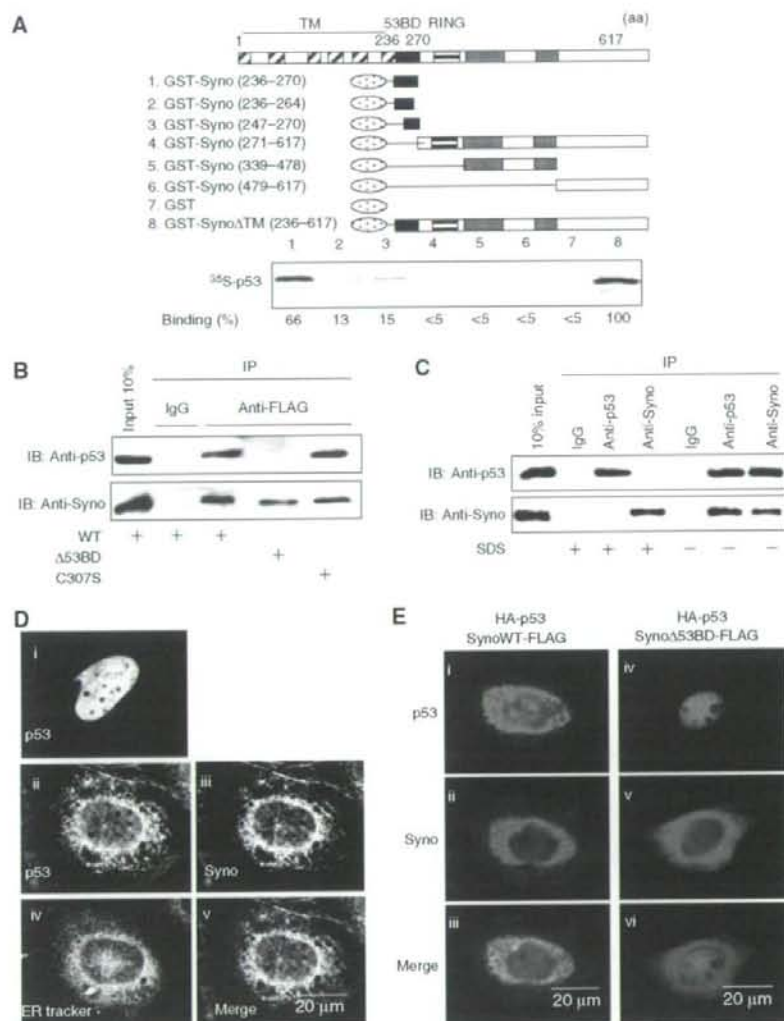 A
TM 53BD RING (aa)
1 236 270 617
1. GST-Syno (236–270)
2. GST-Syno (236–264)
3. GST-Syno (247–270)
4. GST-Syno (271–617)
5. GST-Syno (339–478)
6. GST-Syno (479–617)
7. GST
8. GST-SynoΔTM (236–617)
1 2 3 4 5 6 7 8
³⁵S-p53
Binding (%) 66 13 15 <5 <5 <5 <5 100
B
IP
Input 10% IgG Anti-FLAG
IB: Anti-p53
IB: Anti-Syno
WT + + +
Δ53BD +
C307S +
C
IP
10% input IgG Anti-p53 Anti-Syno IgG Anti-p53 Anti-Syno
IB: Anti-p53
IB: Anti-Syno
SDS + + + − − −
D
i
p53
ii iii
p53 Syno
iv v
ER tracker Merge 20 μm
E
HA-p53 HA-p53
SynoWT-FLAG SynoΔ53BD-FLAG
i iv
p53
ii v
Syno
iii vi
Merge
20 μm 20 μm